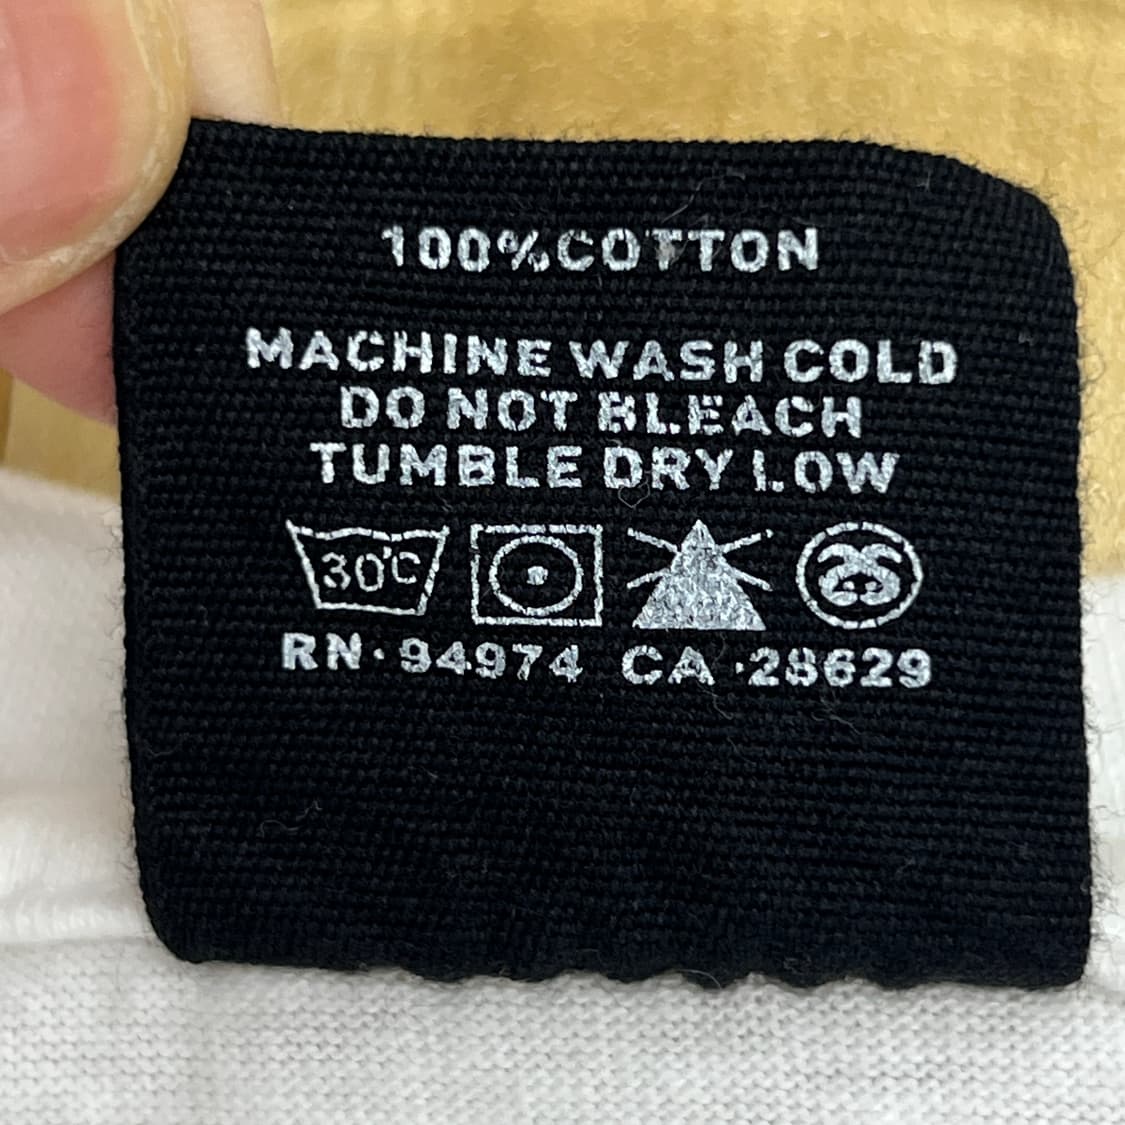 100%COTTON
MACHINE WASH COLD
DO NOT BLEACH
TUMBLE DRY LOW
30°C
RN·94974 CA·28629